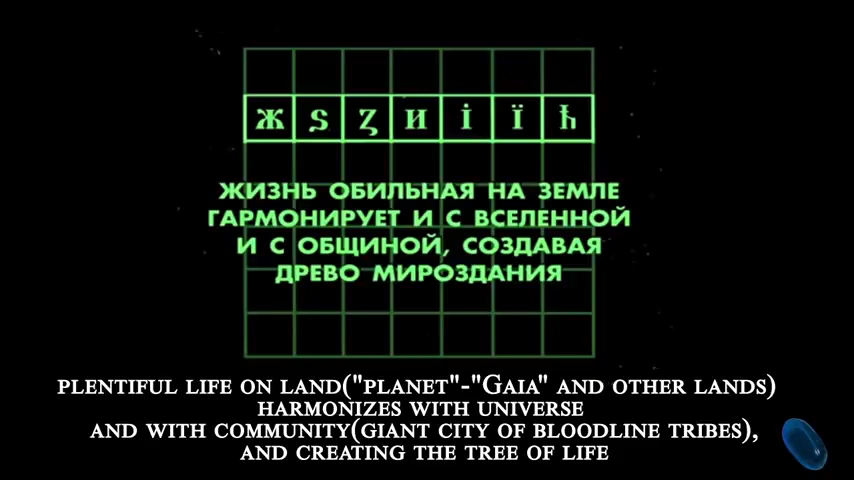 Ж Ѕ Ꙁ И І Ї Ћ
ЖИЗНЬ ОБИЛЬНАЯ НА ЗЕМЛЕ
ГАРМОНИРУЕТ И С ВСЕЛЕННОЙ
И С ОБЩИНОЙ, СОЗДАВАЯ
ДРЕВО МИРОЗДАНИЯ
PLENTIFUL LIFE ON LAND("PLANET"-"GAIA" AND OTHER LANDS)
HARMONIZES WITH UNIVERSE
AND WITH COMMUNITY(GIANT CITY OF BLOODLINE TRIBES),
AND CREATING THE TREE OF LIFE